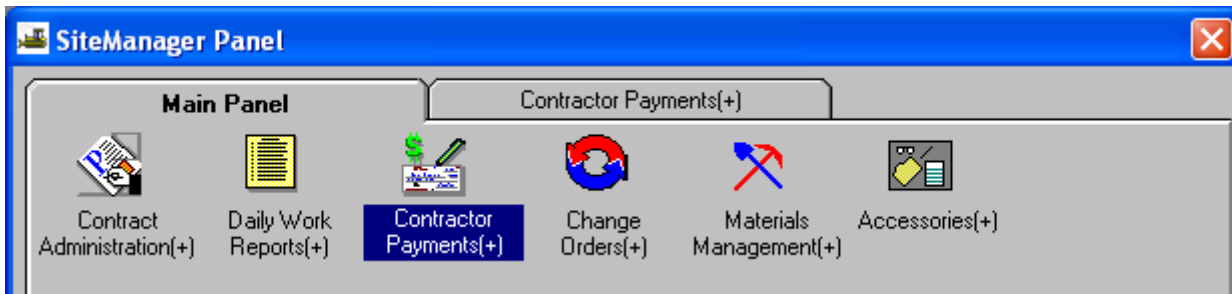 SiteManager Panel
Main Panel
Contractor Payments(+)
Contract
Administration(+)
Daily Work
Reports(+)
Contractor
Payments(+)
Change
Orders(+)
Materials
Management(+)
Accessories(+)